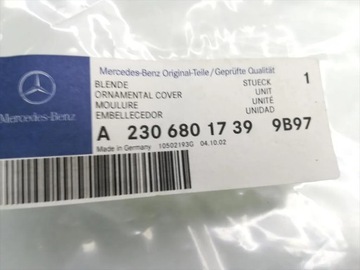 Mercedes-Benz Original-Teile/Geprüfte Qualität
BLENDE STUECK 1
ORNAMENTAL COVER UNIT
MOULURE UNITÉ
EMBELLECEDOR UNIDAD
Mercedes-Benz
A 230 680 17 39 9B97
Made in Germany 10502193G 04.10.02